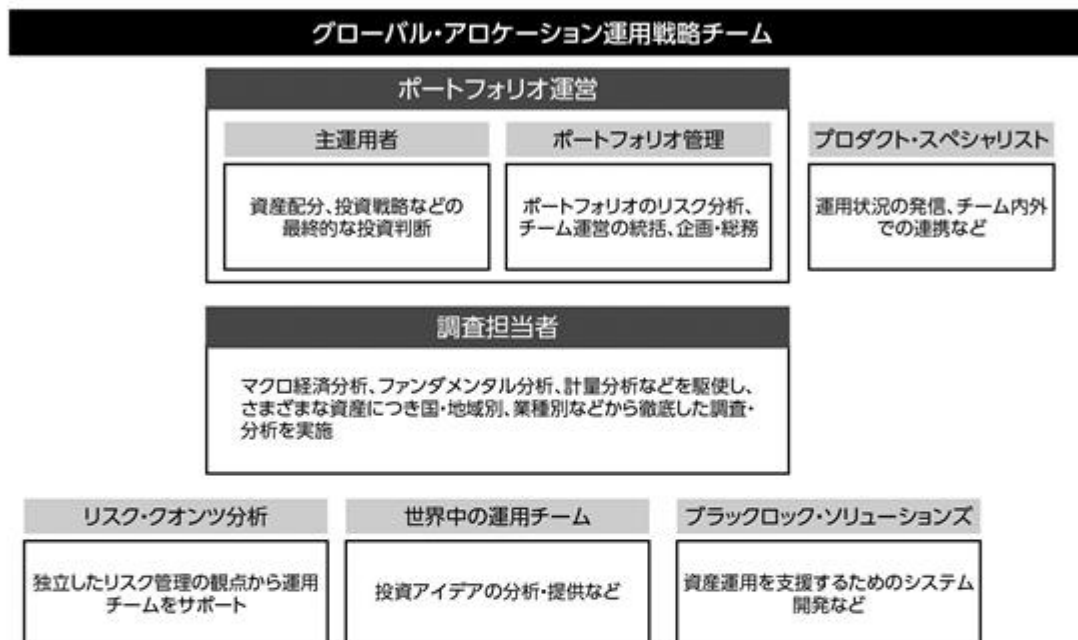 グローバル・アロケーション運用戦略チーム
ポートフォリオ運営
主運用者
資産配分、投資戦略などの
最終的な投資判断
ポートフォリオ管理
ポートフォリオのリスク分析、
チーム運営の統括、企画・総務
プロダクト・スペシャリスト
運用状況の発信、チーム内外
での連携など
調査担当者
マクロ経済分析、ファンダメンタル分析、計量分析などを駆使し、
さまざまな資産につき国・地域別、業種別などから徹底した調査・
分析を実施
リスク・クオンツ分析
独立したリスク管理の観点から運用
チームをサポート
世界中の運用チーム
投資アイデアの分析・提供など
ブラックロック・ソリューションズ
資産運用を支援するためのシステム
開発など